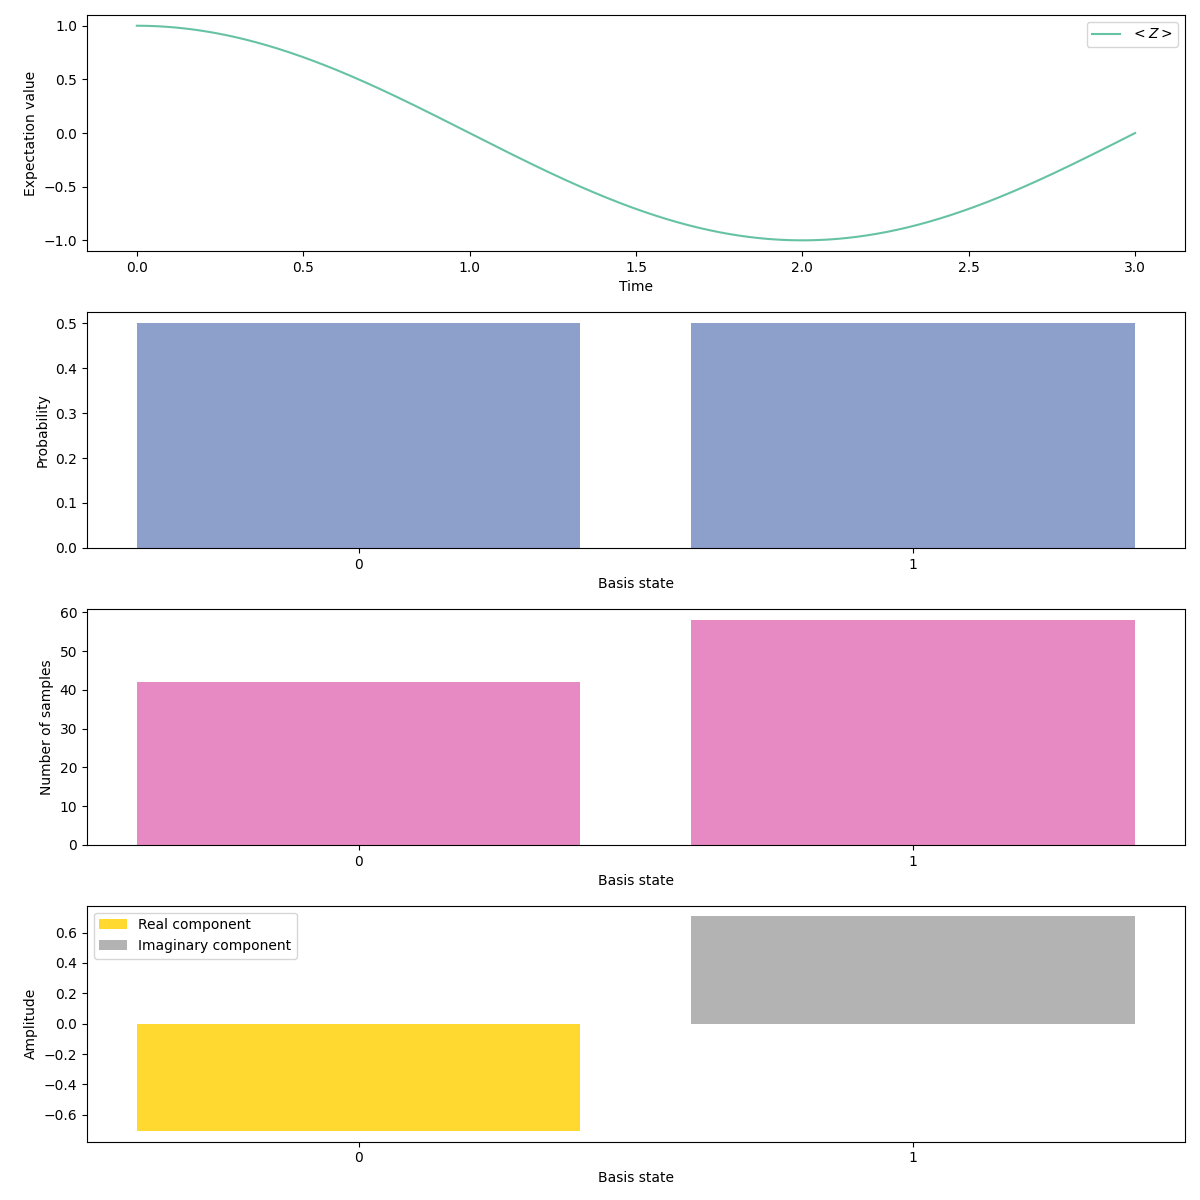 1.0
0.5
0.0
−0.5
−1.0
Expectation value
< Z >
0.0 0.5 1.0 1.5 2.0 2.5 3.0
Time
0.5
0.4
0.3
0.2
0.1
0.0
Probability
0 1
Basis state
60
50
40
30
20
10
0
Number of samples
0 1
Basis state
Real component
Imaginary component
0.6
0.4
0.2
0.0
−0.2
−0.4
−0.6
Amplitude
0 1
Basis state